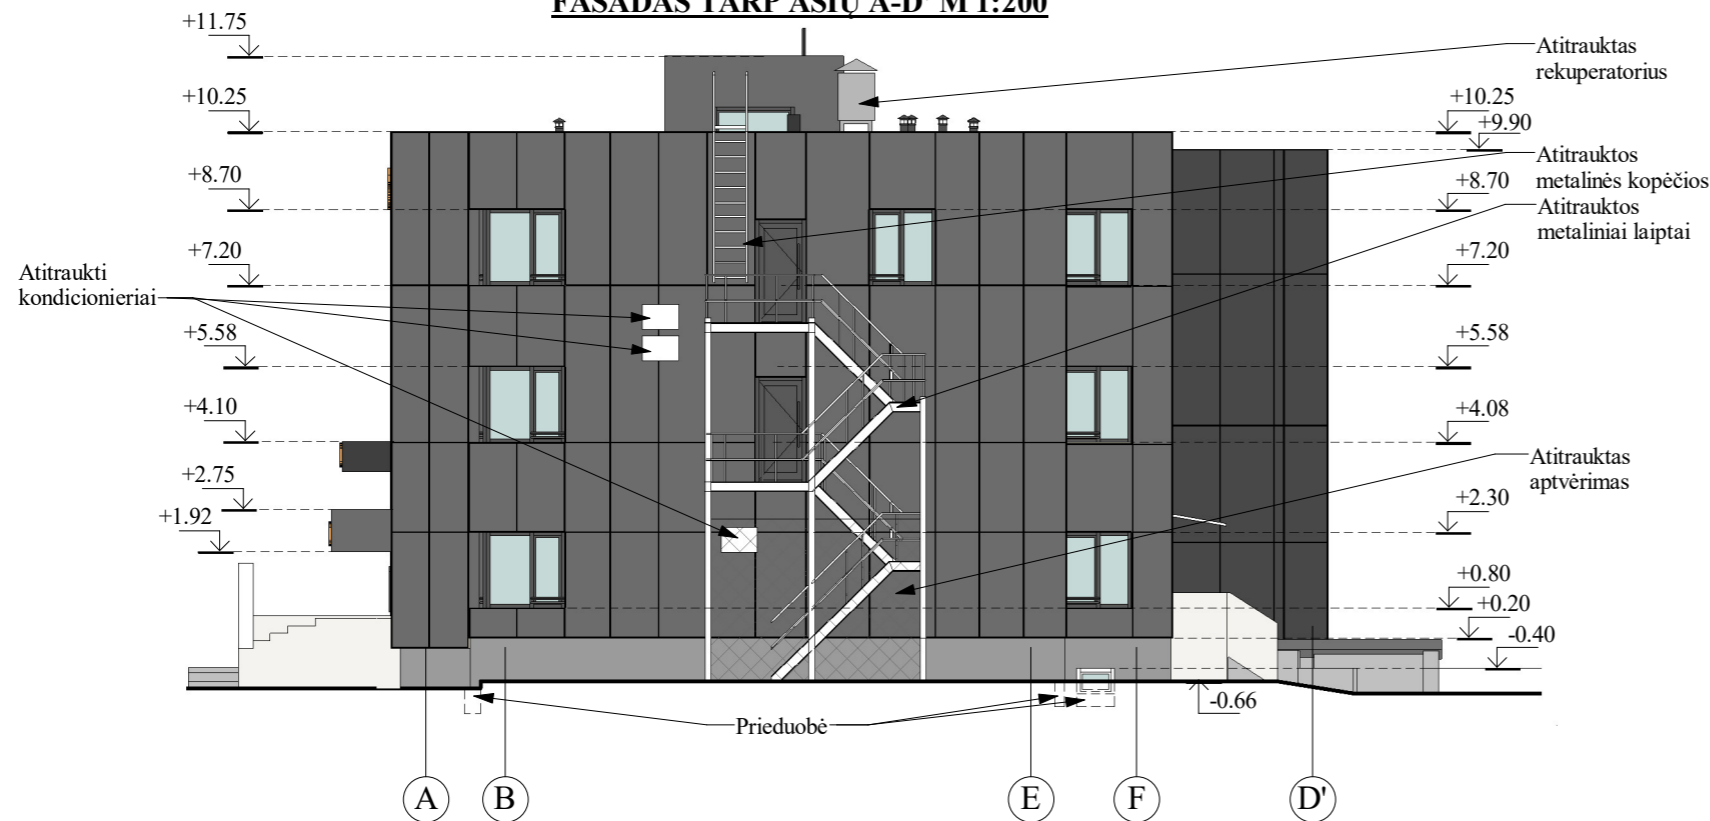 FASADAS TARP AŠIŲ A-D' M 1:200
+11.75
+10.25
+8.70
+7.20
Atitraukti
kondicionieriai
+5.58
+4.10
+2.75
+1.92
Atitrauktas
rekuperatorius
+10.25
+9.90
Atitrauktos
metalinės kopėčios
+8.70
Atitrauktos
metaliniai laiptai
+7.20
+5.58
+4.08
Atitrauktas
aptvėrimas
+2.30
+0.80
+0.20
-0.40
-0.66
Prieduobė
A
B
E
F
D'